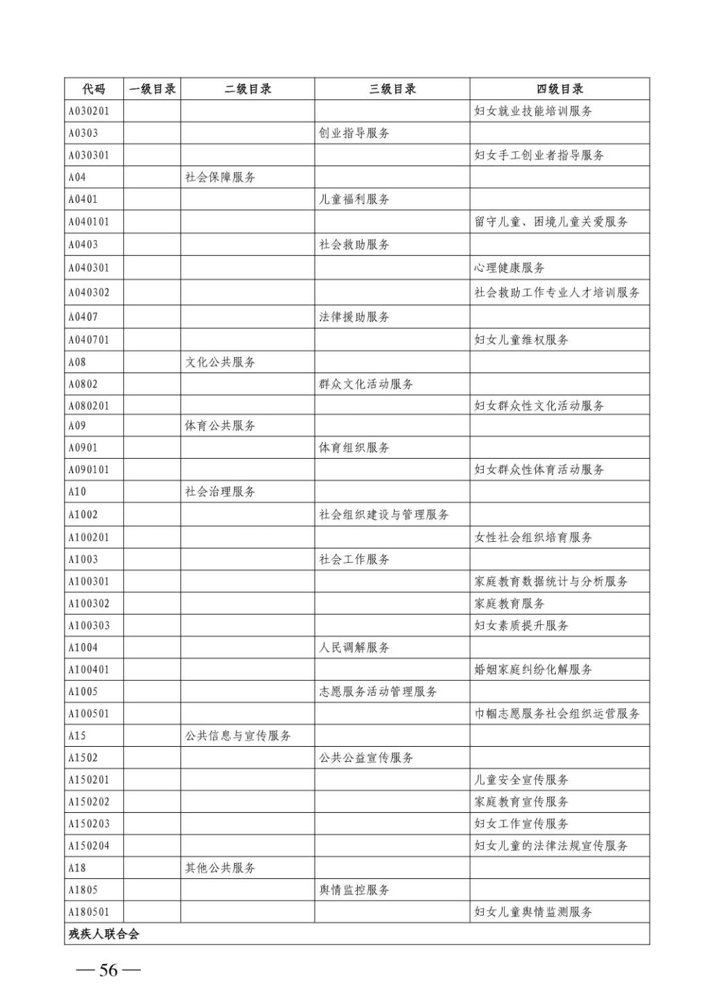 代码 一级目录 二级目录 三级目录 四级目录
A030201 妇女就业技能培训服务
A0303 创业指导服务
A030301 妇女手工创业者指导服务
A04 社会保障服务
A0401 儿童福利服务
A040101 留守儿童、困境儿童关爱服务
A0403 社会救助服务
A040301 心理健康服务
A040302 社会救助工作专业人才培训服务
A0407 法律援助服务
A040701 妇女儿童维权服务
A08 文化公共服务
A0802 群众文化活动服务
A080201 妇女群众性文化活动服务
A09 体育公共服务
A0901 体育组织服务
A090101 妇女群众性体育活动服务
A10 社会治理服务
A1002 社会组织建设与管理服务
A100201 女性社会组织培育服务
A1003 社会工作服务
A100301 家庭教育数据统计与分析服务
A100302 家庭教育服务
A100303 妇女素质提升服务
A1004 人民调解服务
A100401 婚姻家庭纠纷化解服务
A1005 志愿服务活动管理服务
A100501 巾帼志愿服务社会组织运营服务
A15 公共信息与宣传服务
A1502 公共公益宣传服务
A150201 儿童安全宣传服务
A150202 家庭教育宣传服务
A150203 妇女工作宣传服务
A150204 妇女儿童的法律法规宣传服务
A18 其他公共服务
A1805 舆情监控服务
A180501 妇女儿童舆情监测服务
残疾人联合会
— 56 —